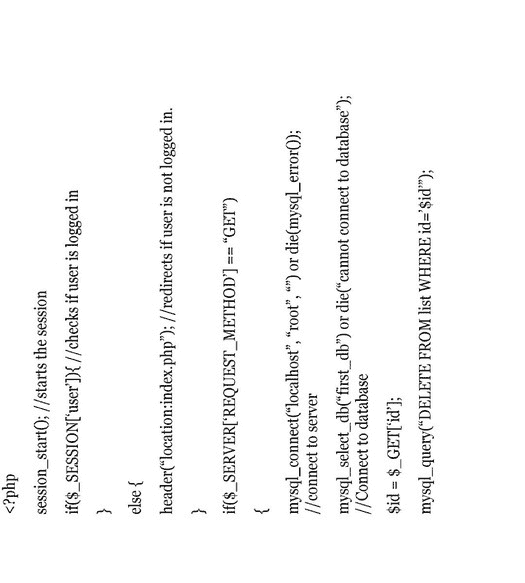 <?php
session_start(); //starts the session
if($_SESSION[‘user’]){ //checks if user is logged in
}
else {
header(“location:index.php”); //redirects if user is not logged in.
}
if($_SERVER[‘REQUEST_METHOD’] == “GET”)
{
mysql_connect(“localhost”, “root”, “”) or die(mysql_error());
//connect to server
mysql_select_db(“first_db”) or die(“cannot connect to database”);
//Connect to database
$id = $_GET[‘id’];
mysql_query(“DELETE FROM list WHERE id=’$id’”);